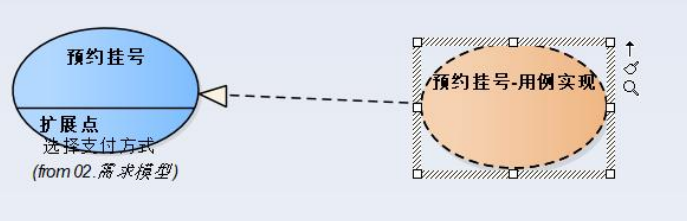 预约挂号
扩展点
选择支付方式
(from 02.需求模型)
预约挂号-用例实现